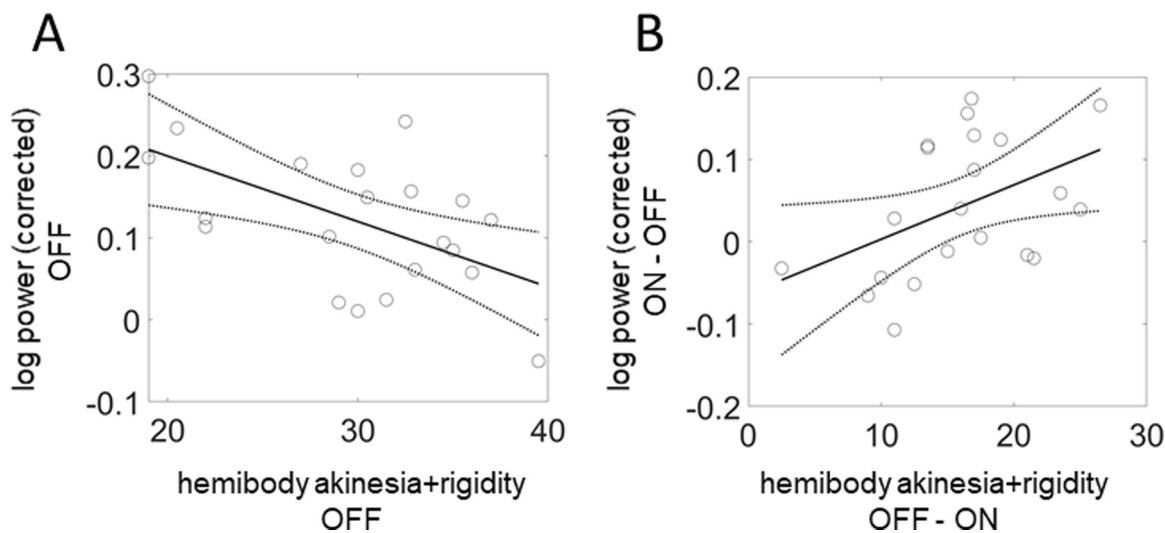 A
log power (corrected)
OFF
0.3
0.2
0.1
0
-0.1
20
30
40
hemibody akinesia+rigidity
OFF
B
log power (corrected)
ON - OFF
0.2
0.1
0
-0.1
-0.2
0
10
20
30
hemibody akinesia+rigidity
OFF - ON